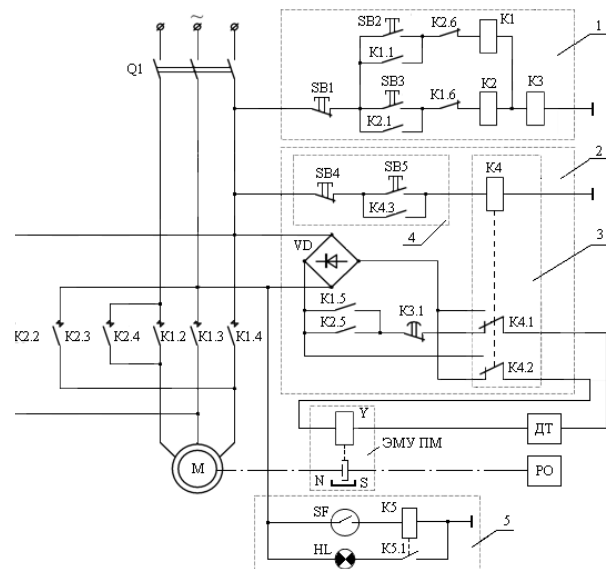 ~
SB2 K2.6 K1
K1.1
1
Q1
SB1 SB3 K1.6 K2 K3
K2.1
2
SB4 SB5 K4
K4.3
4
3
VD
K1.5
K2.5 K3.1 K4.1
K2.2 K2.3 K2.4 K1.2 K1.3 K1.4
K4.2
Y
ЭМУ ПМ
ДТ
M N S РО
SF K5
5
HL K5.1